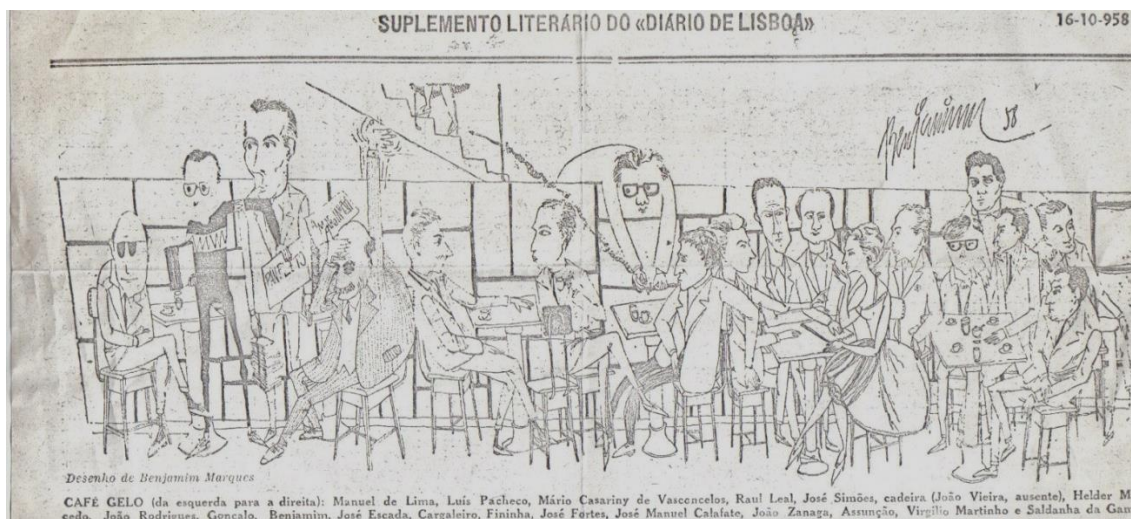 SUPLEMENTO LITERÁRIO DO «DIÁRIO DE LISBOA»
16-10-958
Benjamim 58
PANFLETO
Desenho de Benjamim Marques
CAFÉ GELO (da esquerda para a direita): Manuel de Lima, Luís Pacheco, Mário Casariny de Vasconcelos, Raul Leal, José Simões, cadeira (João Vieira, ausente), Helder M
cedo, João Rodrigues, Gonçalo, Benjamim, José Escada, Cargaleiro, Fininha, José Fortes, José Manuel Calafate, João Zanaga, Assunção, Virgílio Martinho e Saldanha da Gam